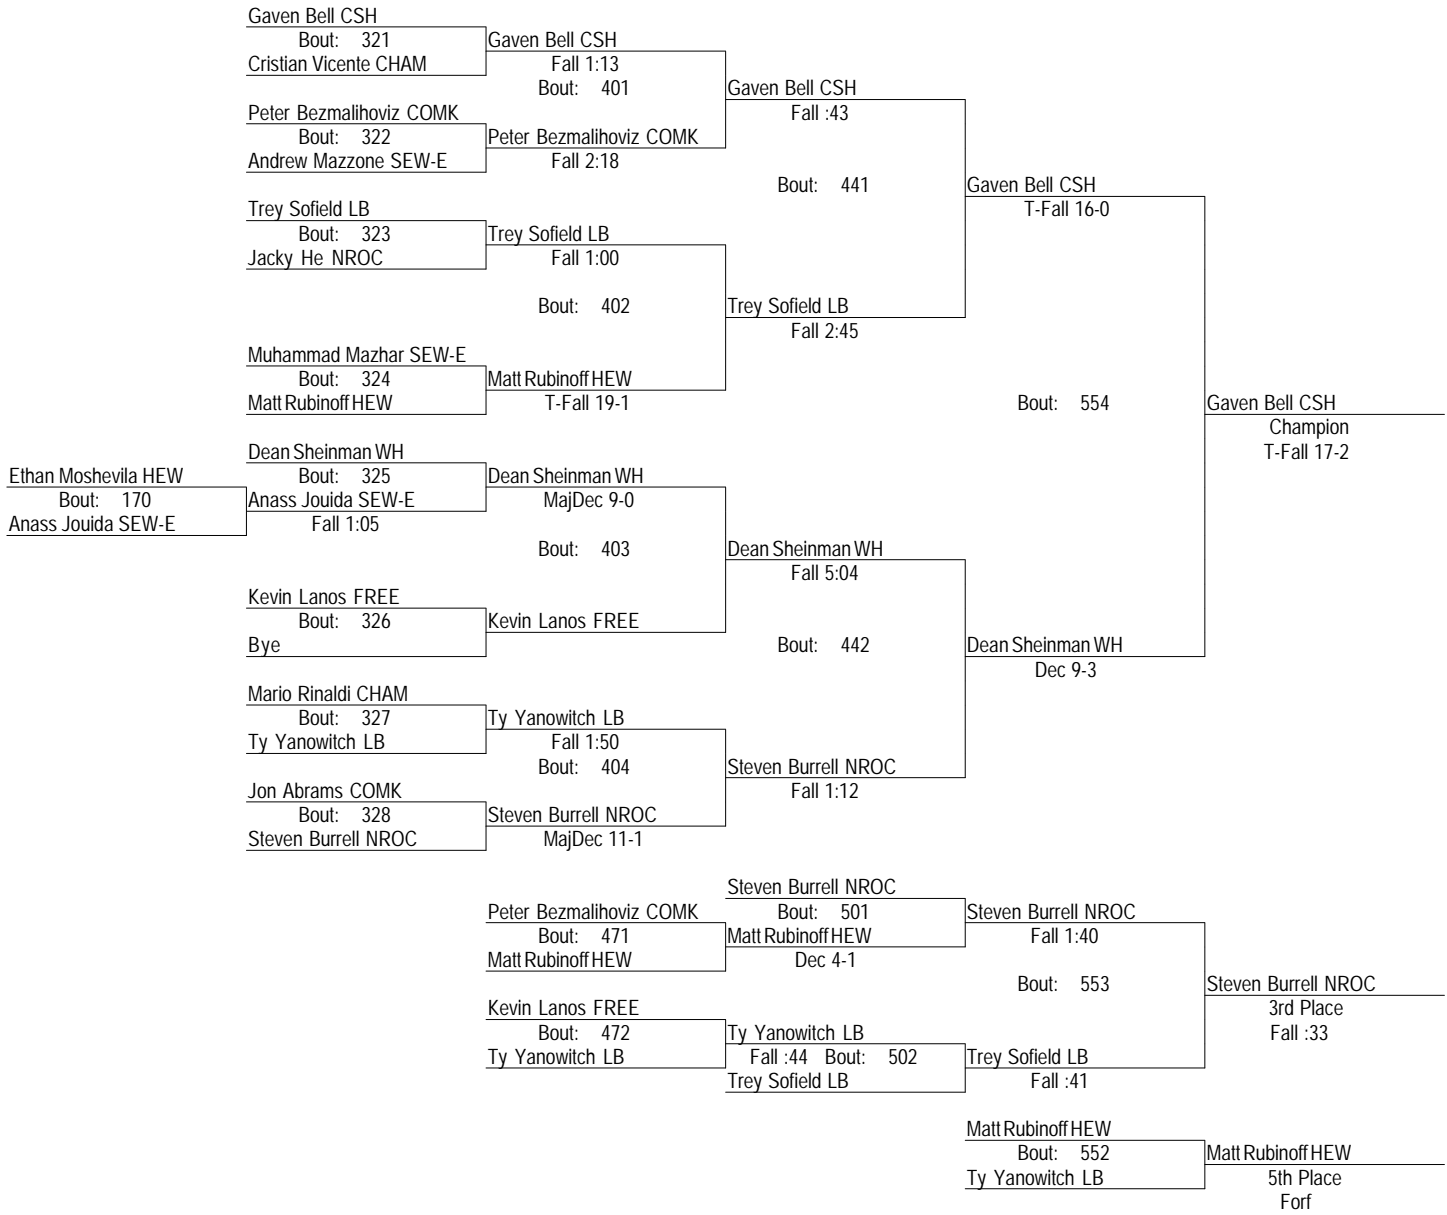 Gaven Bell CSH
Bout: 321
Cristian Vicente CHAM
Gaven Bell CSH
Fall 1:13
Bout: 401
Peter Bezmalihoviz COMK
Bout: 322
Andrew Mazzone SEW-E
Peter Bezmalihoviz COMK
Fall 2:18
Gaven Bell CSH
Fall :43
Bout: 441
Trey Sofield LB
Bout: 323
Jacky He NROC
Trey Sofield LB
Fall 1:00
Bout: 402
Muhammad Mazhar SEW-E
Bout: 324
Matt Rubinoff HEW
Matt Rubinoff HEW
T-Fall 19-1
Trey Sofield LB
Fall 2:45
Gaven Bell CSH
T-Fall 16-0
Bout: 554
Gaven Bell CSH
Champion
T-Fall 17-2
Ethan Moshevila HEW
Bout: 170
Anass Jouida SEW-E
Dean Sheinman WH
Bout: 325
Anass Jouida SEW-E
Fall 1:05
Dean Sheinman WH
MajDec 9-0
Bout: 403
Kevin Lanos FREE
Bout: 326
Bye
Kevin Lanos FREE
Dean Sheinman WH
Fall 5:04
Bout: 442
Dean Sheinman WH
Dec 9-3
Mario Rinaldi CHAM
Bout: 327
Ty Yanowitch LB
Ty Yanowitch LB
Fall 1:50
Bout: 404
Jon Abrams COMK
Bout: 328
Steven Burrell NROC
Steven Burrell NROC
MajDec 11-1
Steven Burrell NROC
Fall 1:12
Peter Bezmalihoviz COMK
Bout: 471
Matt Rubinoff HEW
Steven Burrell NROC
Bout: 501
Matt Rubinoff HEW
Dec 4-1
Steven Burrell NROC
Fall 1:40
Bout: 553
Steven Burrell NROC
3rd Place
Fall :33
Kevin Lanos FREE
Bout: 472
Ty Yanowitch LB
Ty Yanowitch LB
Fall :44 Bout: 502
Trey Sofield LB
Trey Sofield LB
Fall :41
Matt Rubinoff HEW
Bout: 552
Ty Yanowitch LB
Matt Rubinoff HEW
5th Place
Forf